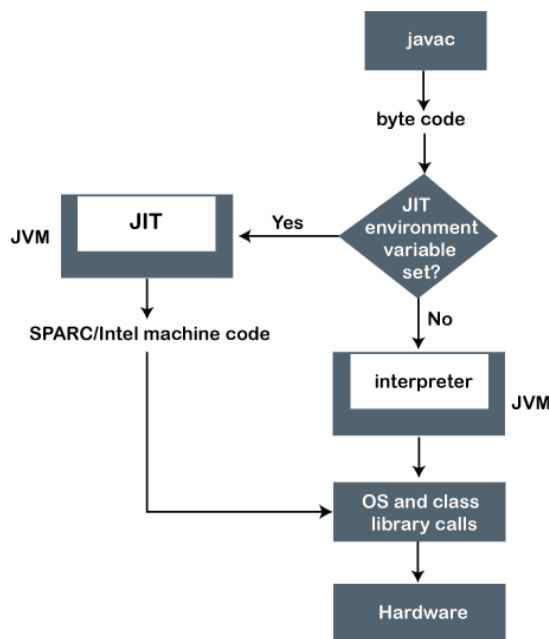 javac
byte code
JIT
environment
variable
set?
Yes
JIT
JVM
SPARC/Intel machine code
No
interpreter
JVM
OS and class
library calls
Hardware